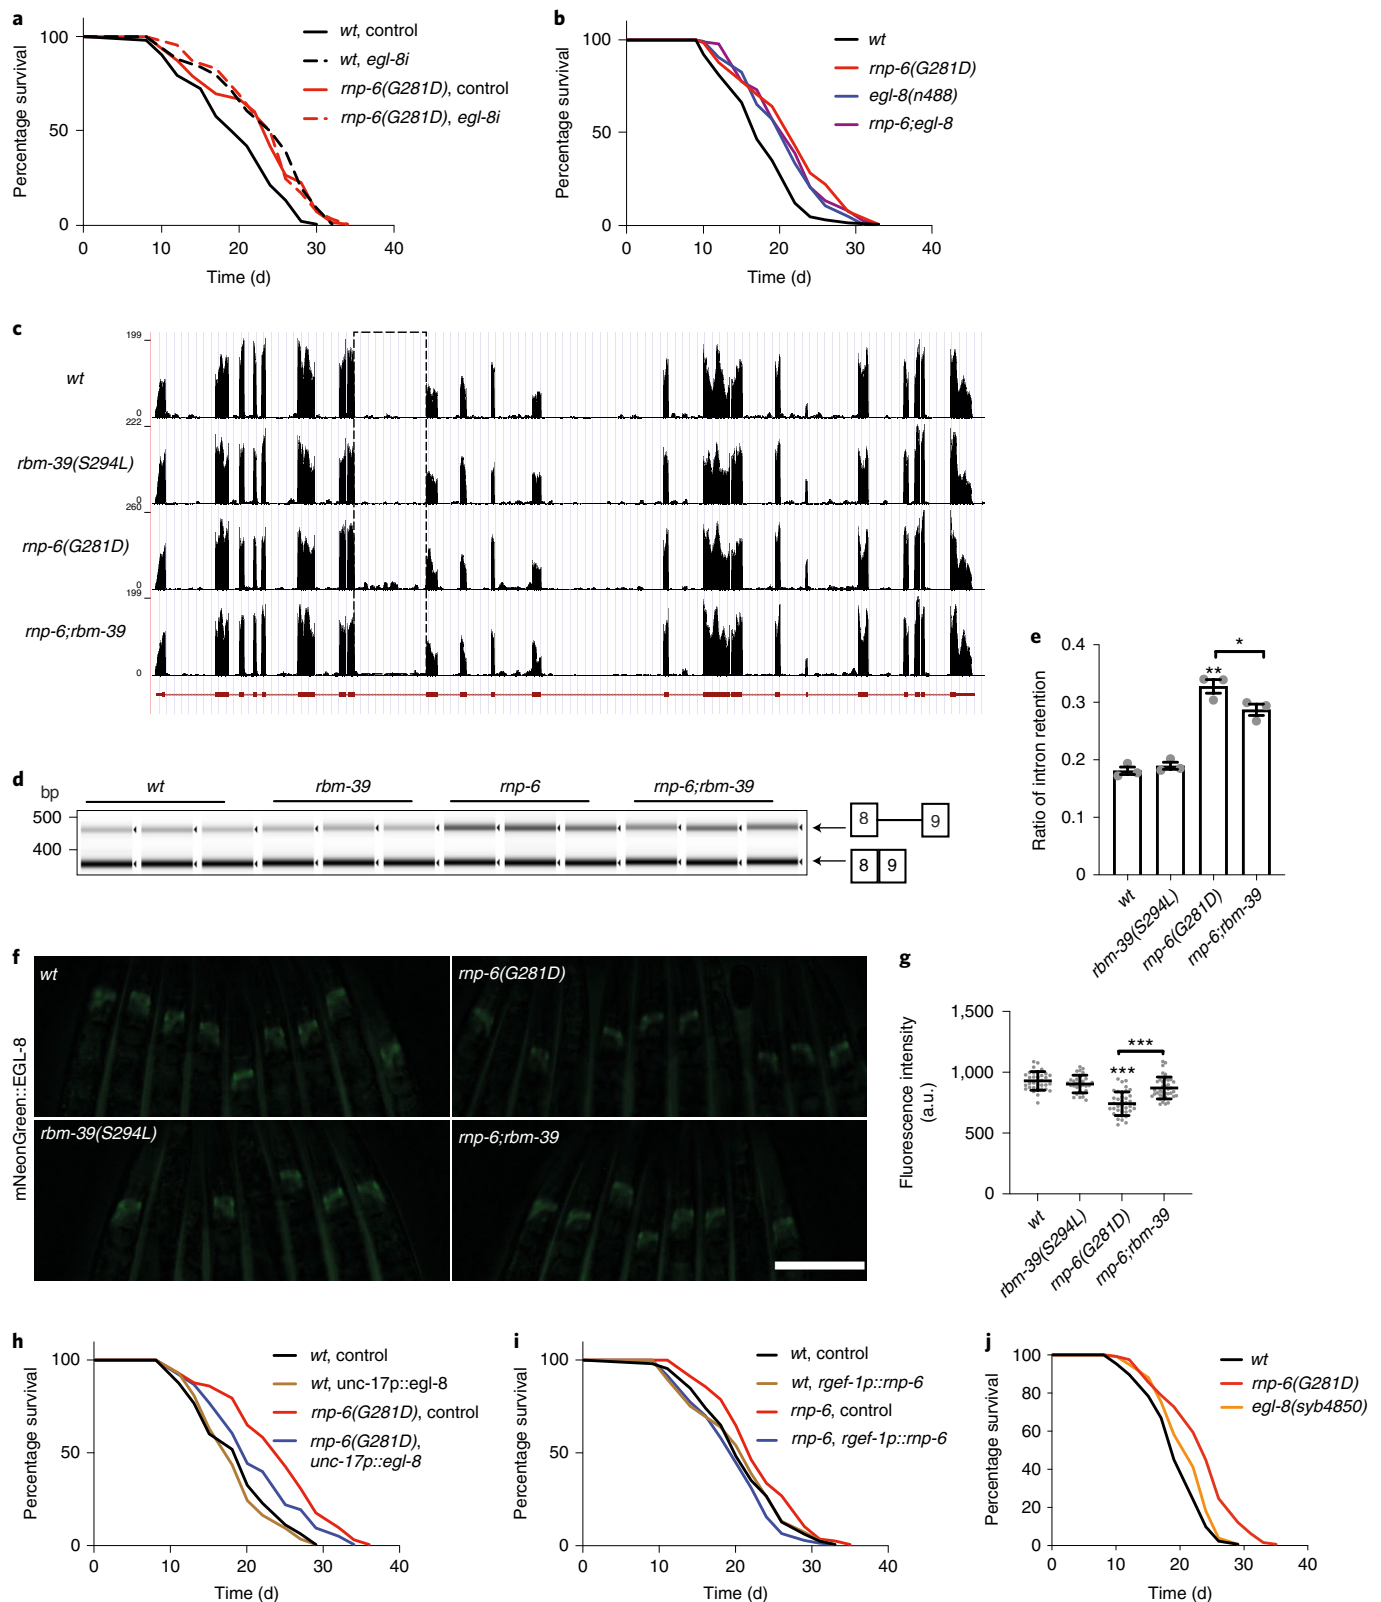 a
Percentage survival
100
50
0
0 10 20 30 40
Time (d)
wt, control
wt, egl-8i
rnp-6(G281D), control
rnp-6(G281D), egl-8i
b
Percentage survival
100
50
0
0 10 20 30 40
Time (d)
wt
rnp-6(G281D)
egl-8(n488)
rnp-6;egl-8
c
wt
199
0
rbm-39(S294L)
222
0
rnp-6(G281D)
260
0
rnp-6;rbm-39
199
0
d
bp
500
400
wt
rbm-39
rnp-6
rnp-6;rbm-39
8 9
8 9
e
Ratio of intron retention
0.4
0.3
0.2
0.1
0
**
*
wt
rbm-39(S294L)
rnp-6(G281D)
rnp-6;rbm-39
f
mNeonGreen::EGL-8
wt
rnp-6(G281D)
rbm-39(S294L)
rnp-6;rbm-39
g
Fluorescence intensity
(a.u.)
1,500
1,000
500
0
***
***
wt
rbm-39(S294L)
rnp-6(G281D)
rnp-6;rbm-39
h
Percentage survival
100
50
0
0 10 20 30 40
Time (d)
wt, control
wt, unc-17p::egl-8
rnp-6(G281D), control
rnp-6(G281D),
unc-17p::egl-8
i
Percentage survival
100
50
0
0 10 20 30 40
Time (d)
wt, control
wt, rgef-1p::rnp-6
rnp-6, control
rnp-6, rgef-1p::rnp-6
j
Percentage survival
100
80
60
40
20
0
0 10 20 30 40
Time (d)
wt
rnp-6(G281D)
egl-8(syb4850)